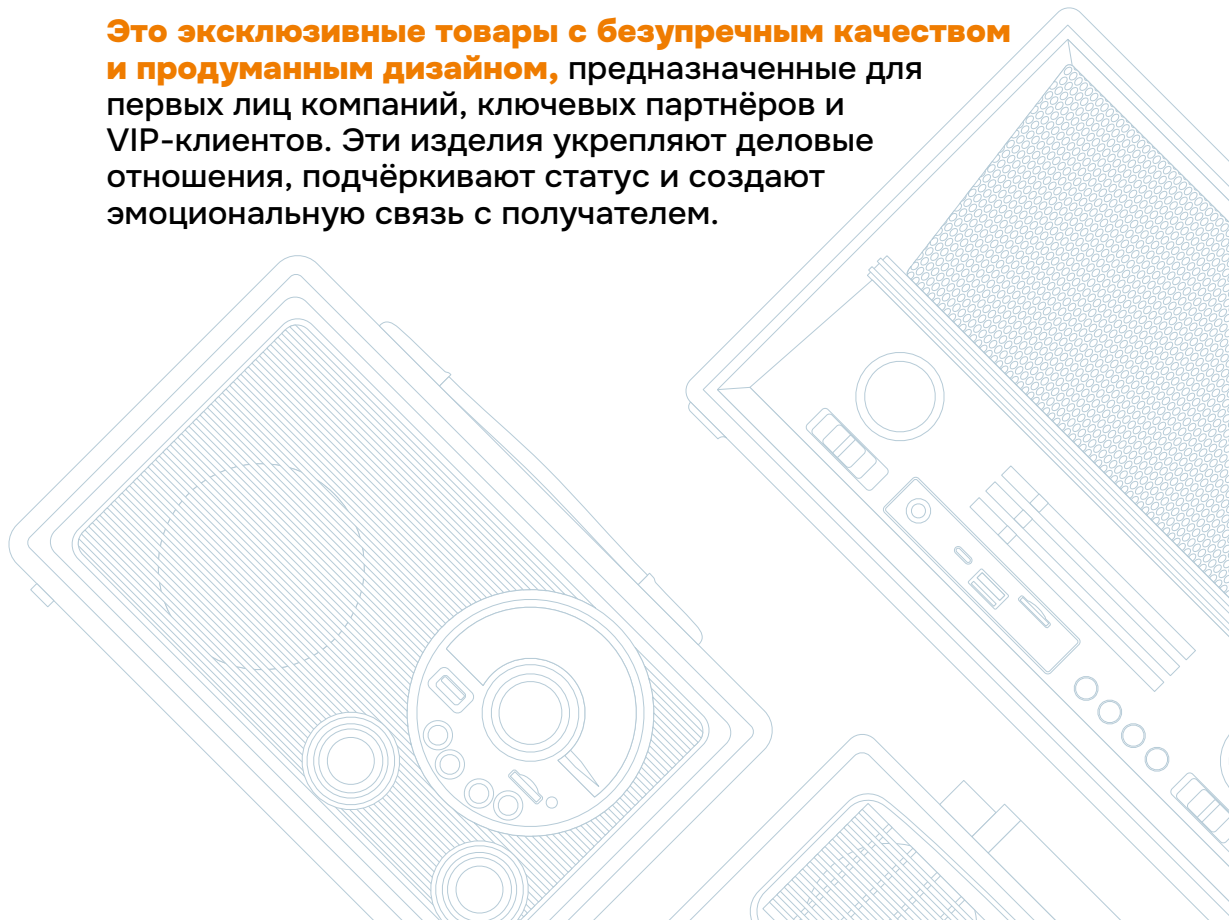 Это эксклюзивные товары с безупречным качеством
и продуманным дизайном, предназначенные для
первых лиц компаний, ключевых партнёров и
VIP-клиентов. Эти изделия укрепляют деловые
отношения, подчёркивают статус и создают
эмоциональную связь с получателем.